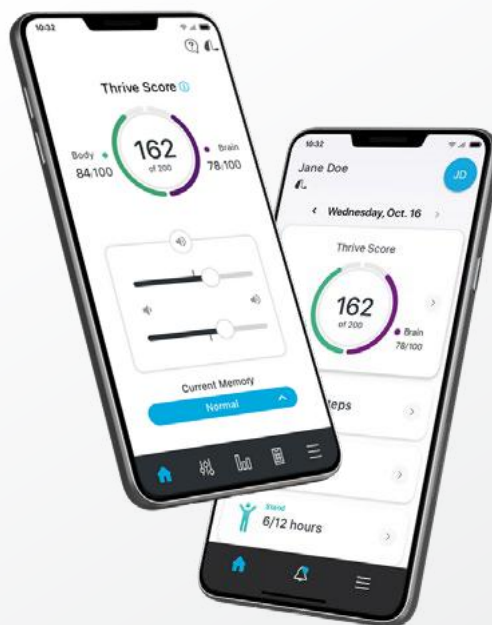 10:32
Thrive Score
Body
84/100
162
of 200
Brain
78/100
Current Memory
Normal
10:32
Jane Doe
JD
Wednesday, Oct. 16
Thrive Score
162
of 200
Brain
78/100
Stand
6/12 hours